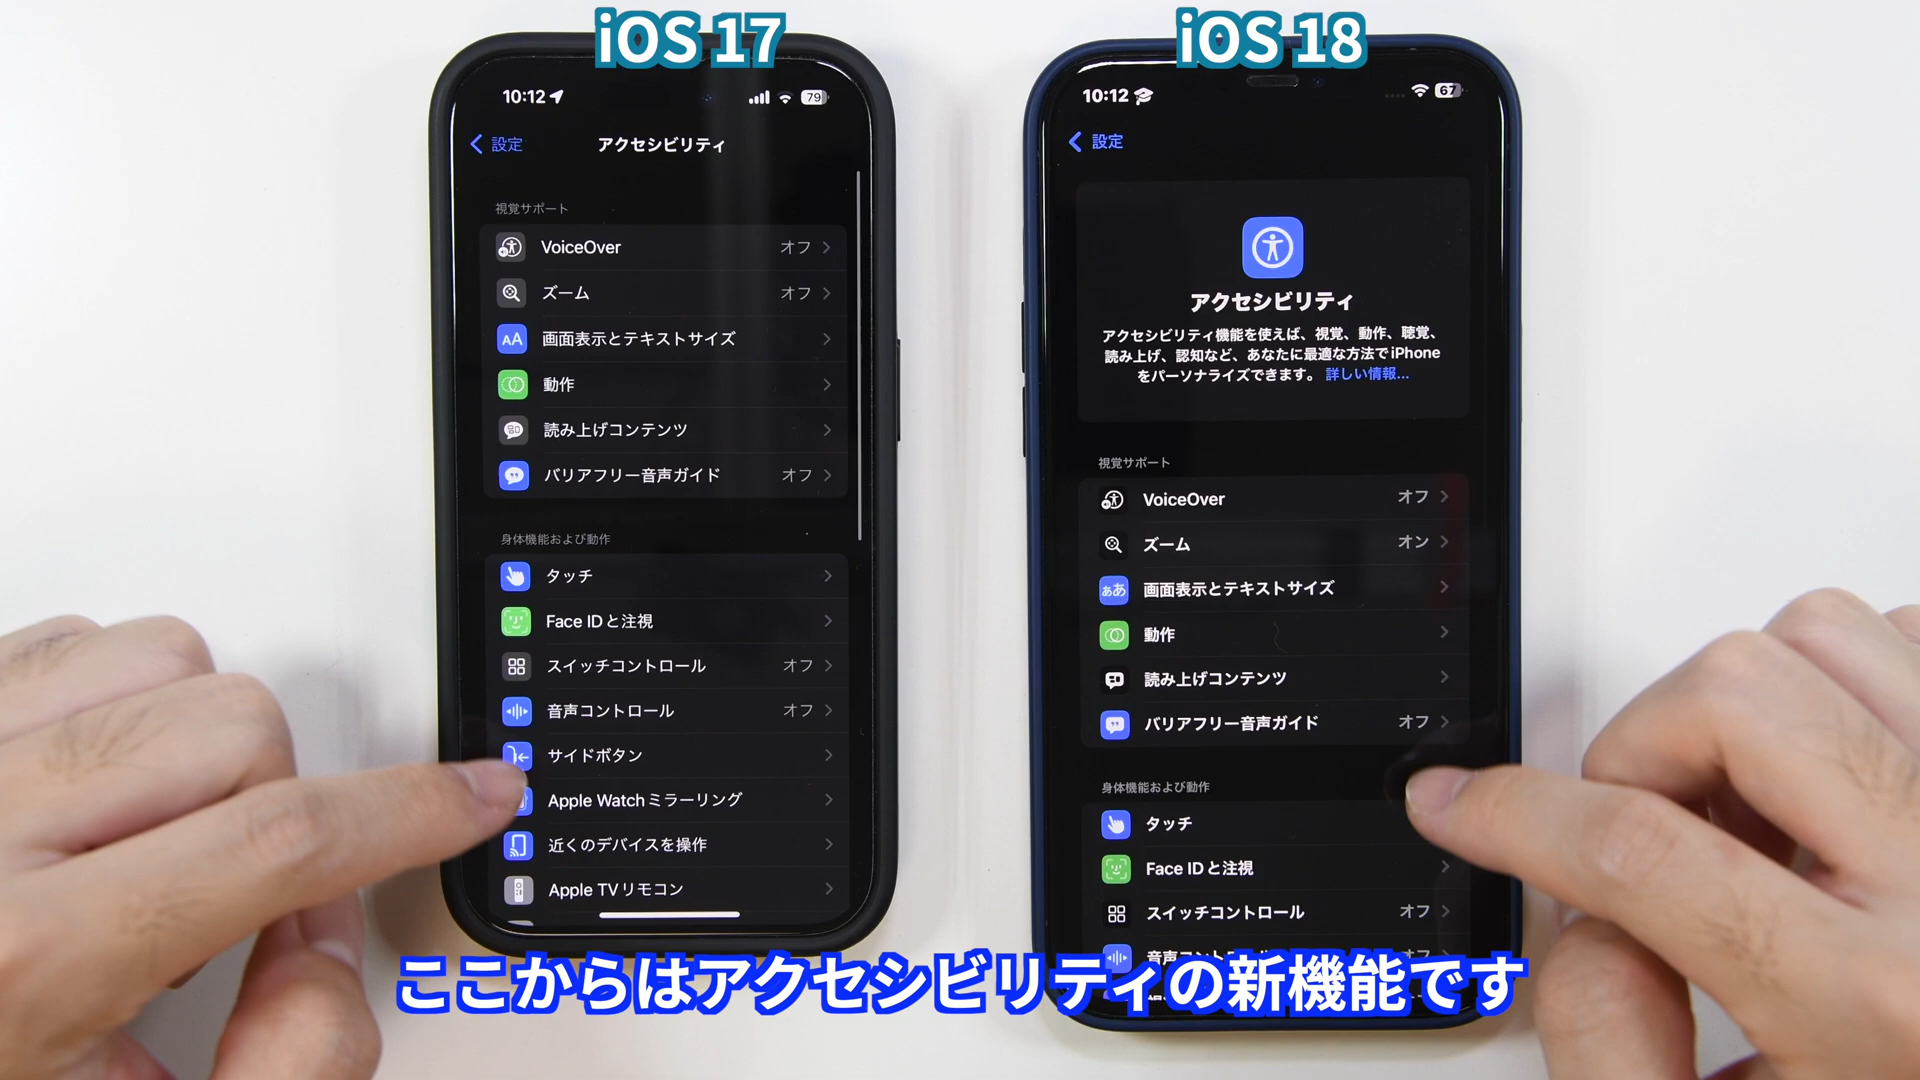 iOS 17
10:12
79
設定
アクセシビリティ
視覚サポート
VoiceOver オフ
ズーム オフ
AA 画面表示とテキストサイズ
動作
読み上げコンテンツ
バリアフリー音声ガイド オフ
身体機能および動作
タッチ
Face IDと注視
スイッチコントロール オフ
音声コントロール オフ
サイドボタン
Apple Watchミラーリング
近くのデバイスを操作
Apple TVリモコン
iOS 18
10:12
67
設定
アクセシビリティ
アクセシビリティ機能を使えば、視覚、動作、聴覚、
読み上げ、認知など、あなたに最適な方法でiPhone
をパーソナライズできます。詳しい情報...
視覚サポート
VoiceOver オフ
ズーム オン
ああ 画面表示とテキストサイズ
動作
読み上げコンテンツ
バリアフリー音声ガイド オフ
身体機能および動作
タッチ
Face IDと注視
スイッチコントロール オフ
ここからはアクセシビリティの新機能です